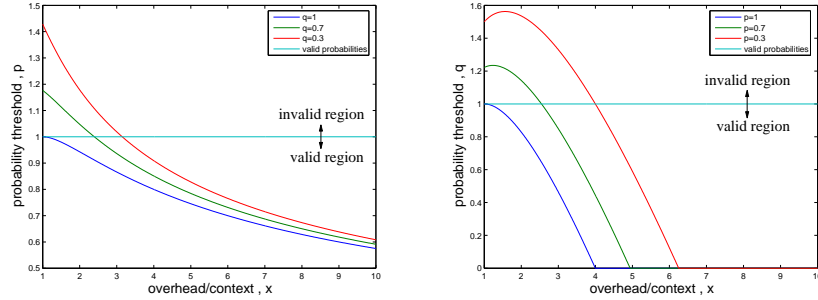 1.5
1.4
1.3
1.2
1.1
1
0.9
0.8
0.7
0.6
0.5
probability threshold , p
q=1
q=0.7
q=0.3
valid probabilities
invalid region
valid region
1 2 3 4 5 6 7 8 9 10
overhead/context , x
1.6
1.4
1.2
1
0.8
0.6
0.4
0.2
0
probability threshold , q
p=1
p=0.7
p=0.3
valid probabilities
invalid region
valid region
1 2 3 4 5 6 7 8 9 10
overhead/context , x